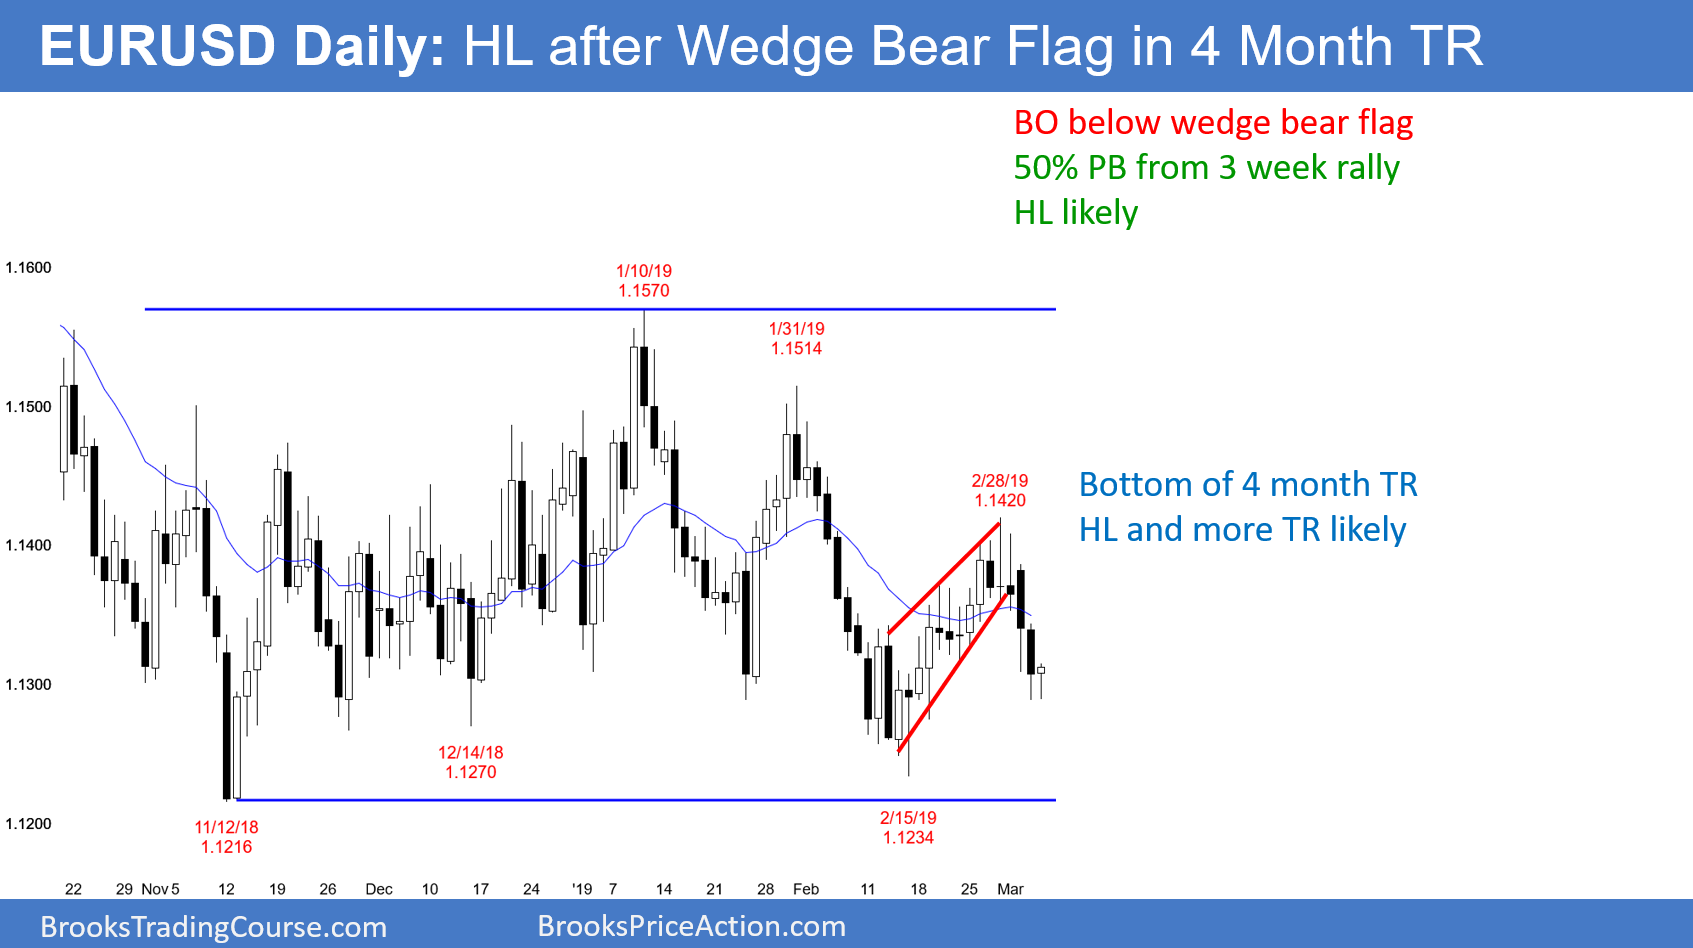 EURUSD Daily: HL after Wedge Bear Flag in 4 Month TR
BO below wedge bear flag
50% PB from 3 week rally
HL likely
1.1600
1/10/19
1.1570
1/31/19
1.1514
1.1500
2/28/19
1.1420
Bottom of 4 month TR
HL and more TR likely
1.1400
1.1300
12/14/18
1.1270
1.1200
11/12/18
1.1216
2/15/19
1.1234
22 29 Nov 5 12 19 26 Dec 10 17 24 '19 7 14 21 28 Feb 11 18 25 Mar
BrooksTradingCourse.com
BrooksPriceAction.com